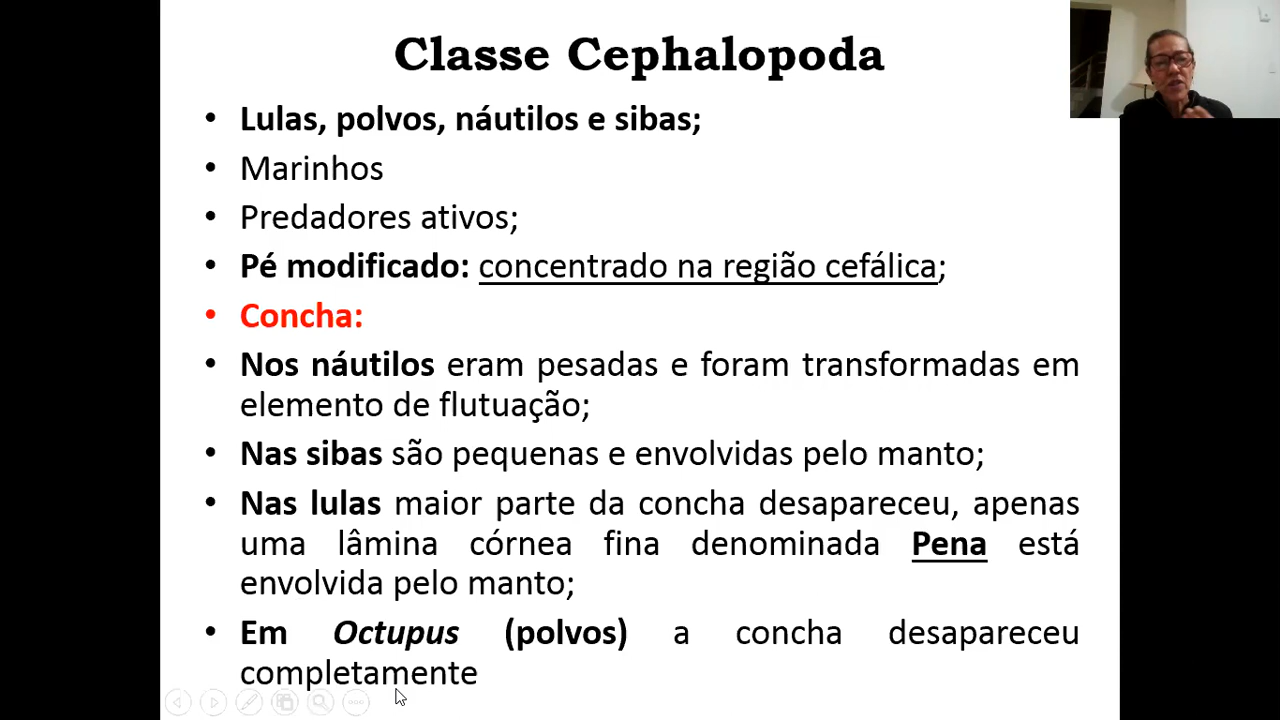 Classe Cephalopoda
• Lulas, polvos, náutilos e sibas;
• Marinhos
• Predadores ativos;
• Pé modificado: concentrado na região cefálica;
• Concha:
• Nos náutilos eram pesadas e foram transformadas em
elemento de flutuação;
• Nas sibas são pequenas e envolvidas pelo manto;
• Nas lulas maior parte da concha desapareceu, apenas
uma lâmina córnea fina denominada Pena está
envolvida pelo manto;
• Em Octupus (polvos) a concha desapareceu
completamente